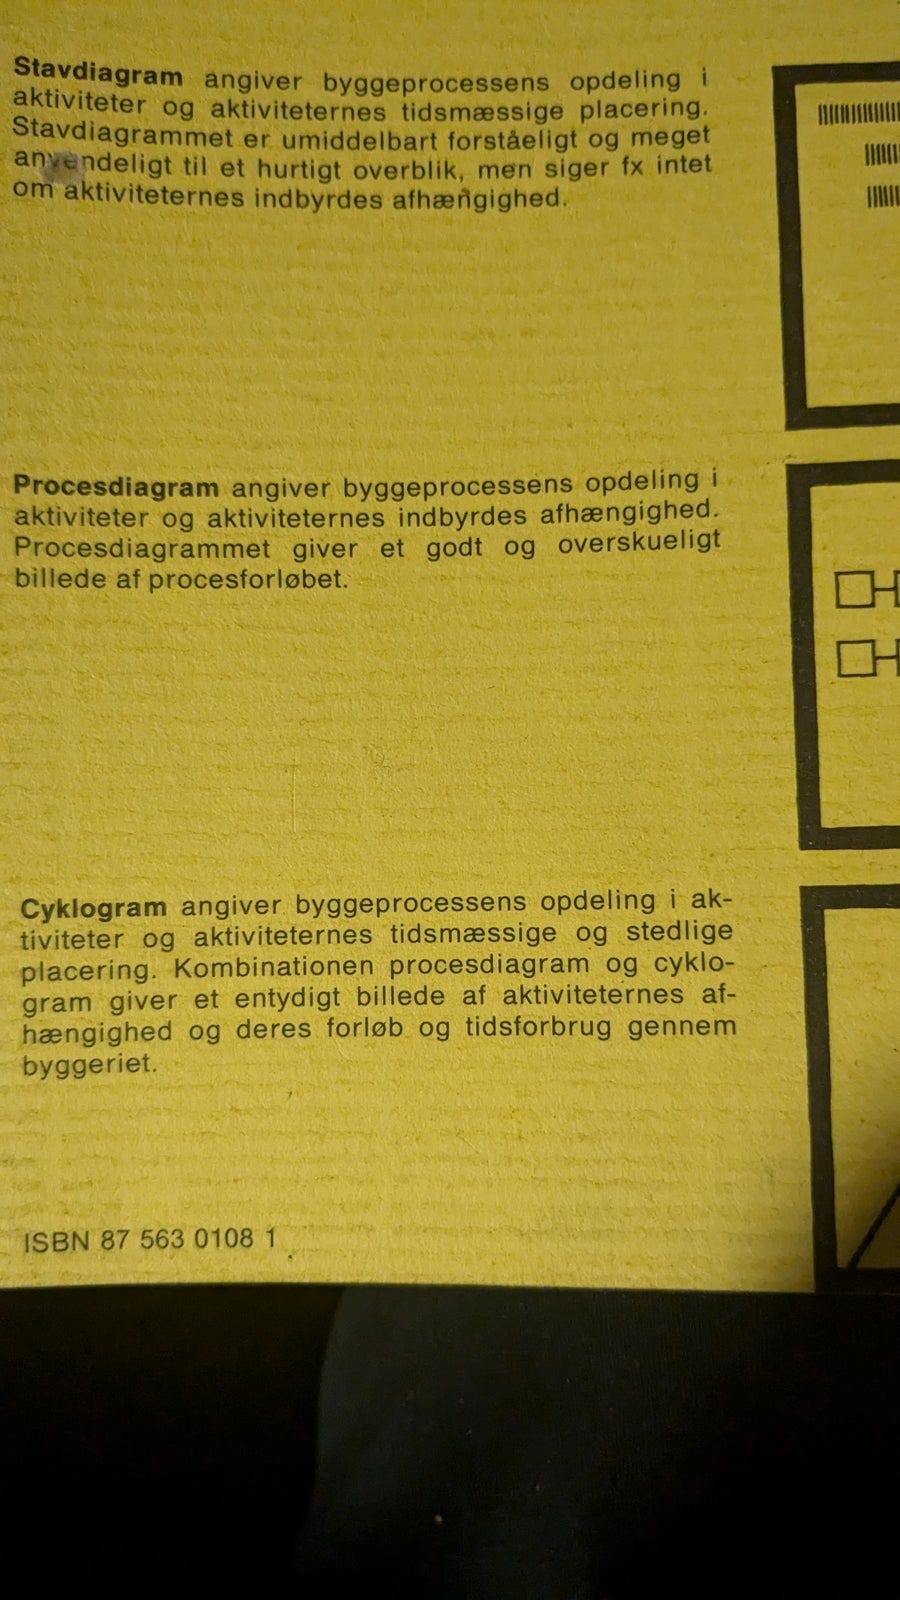 Stavdiagram angiver byggeprocessens opdeling i
aktiviteter og aktiviteternes tidsmæssige placering.
Stavdiagrammet er umiddelbart forståeligt og meget
anvendeligt til et hurtigt overblik, men siger fx intet
om aktiviteternes indbyrdes afhængighed.
Procesdiagram angiver byggeprocessens opdeling i
aktiviteter og aktiviteternes indbyrdes afhængighed.
Procesdiagrammet giver et godt og overskueligt
billede af procesforløbet.
Cyklogram angiver byggeprocessens opdeling i ak-
tiviteter og aktiviteternes tidsmæssige og stedlige
placering. Kombinationen procesdiagram og cyklo-
gram giver et entydigt billede af aktiviteternes af-
hængighed og deres forløb og tidsforbrug gennem
byggeriet.
ISBN 87 563 0108 1